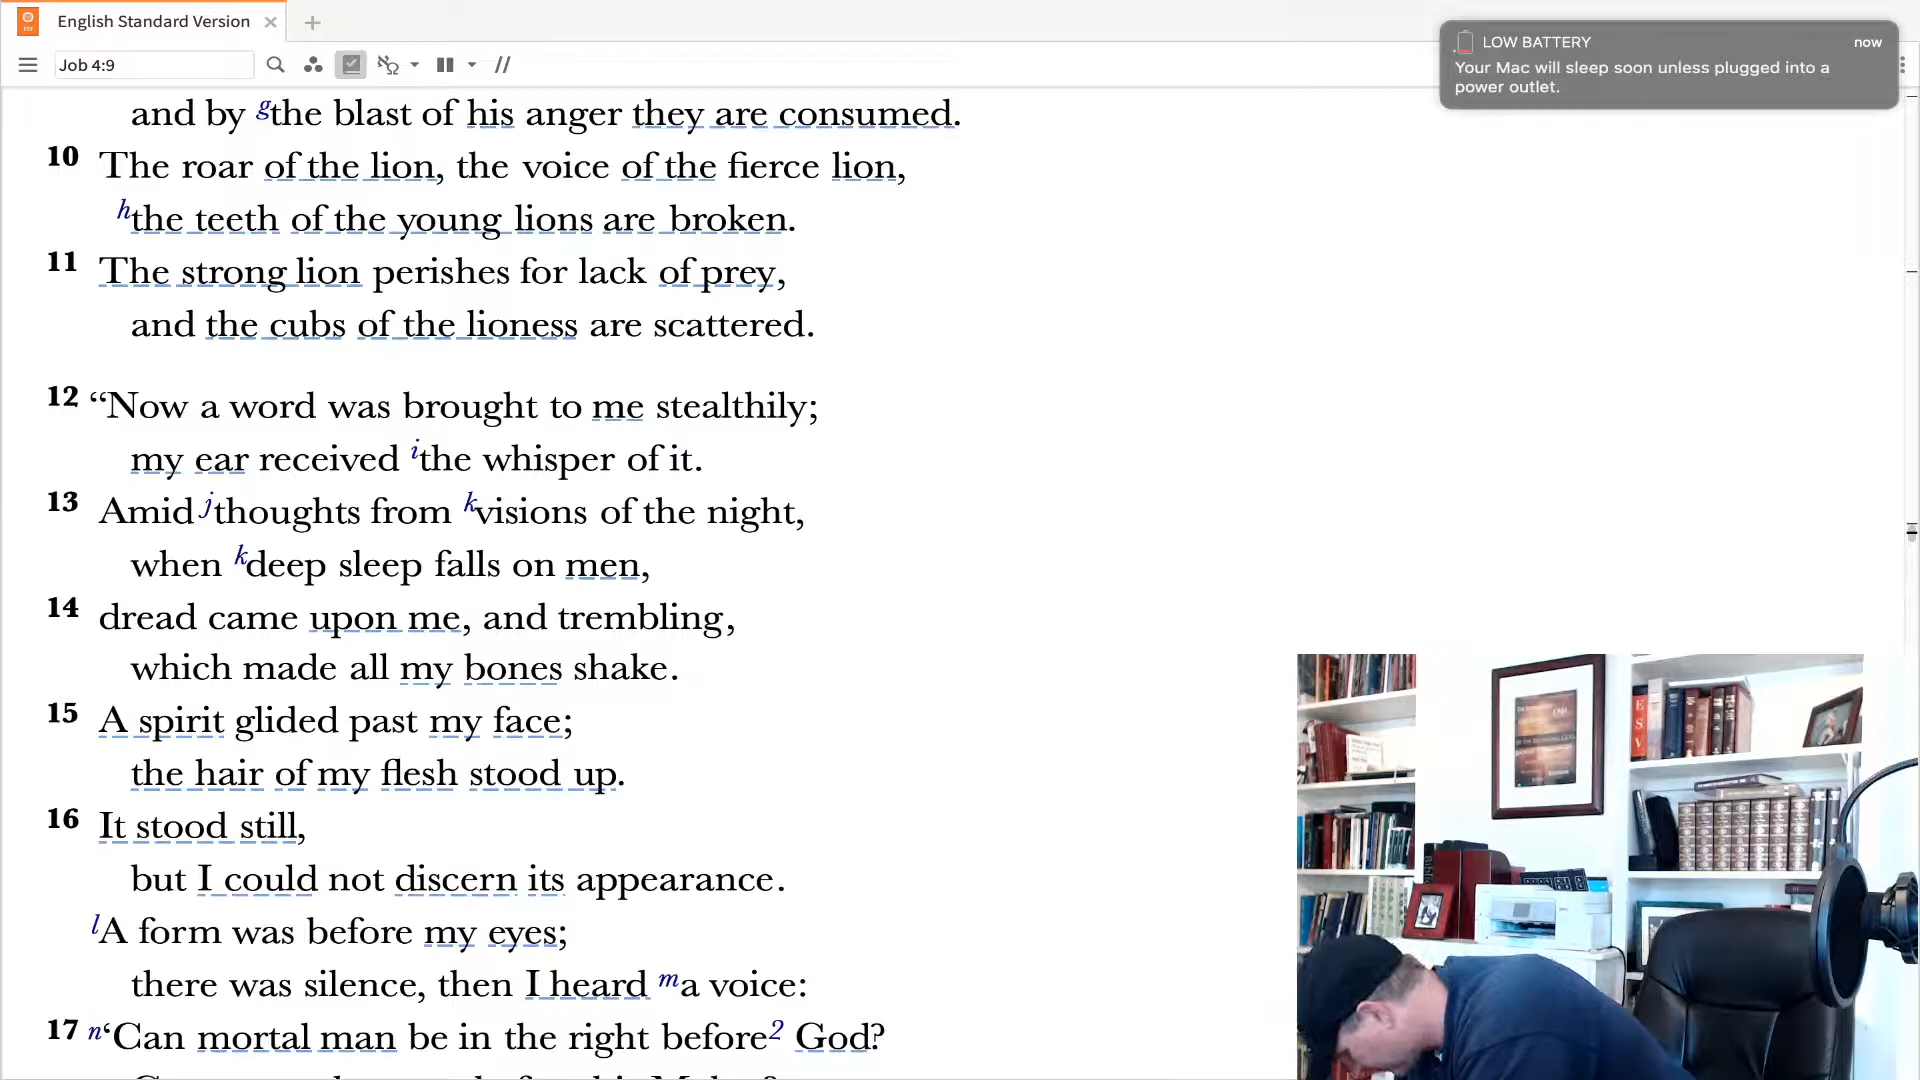 English Standard Version
LOW BATTERY
now
Your Mac will sleep soon unless plugged into a
power outlet.
Job 4:9
and by gthe blast of his anger they are consumed.
10 The roar of the lion, the voice of the fierce lion,
hthe teeth of the young lions are broken.
11 The strong lion perishes for lack of prey,
and the cubs of the lioness are scattered.
12 “Now a word was brought to me stealthily;
my ear received ithe whisper of it.
13 Amid jthoughts from kvisions of the night,
when kdeep sleep falls on men,
14 dread came upon me, and trembling,
which made all my bones shake.
15 A spirit glided past my face;
the hair of my flesh stood up.
16 It stood still,
but I could not discern its appearance.
lA form was before my eyes;
there was silence, then I heard ma voice:
17 n‘Can mortal man be in the right before2 God?
ESV